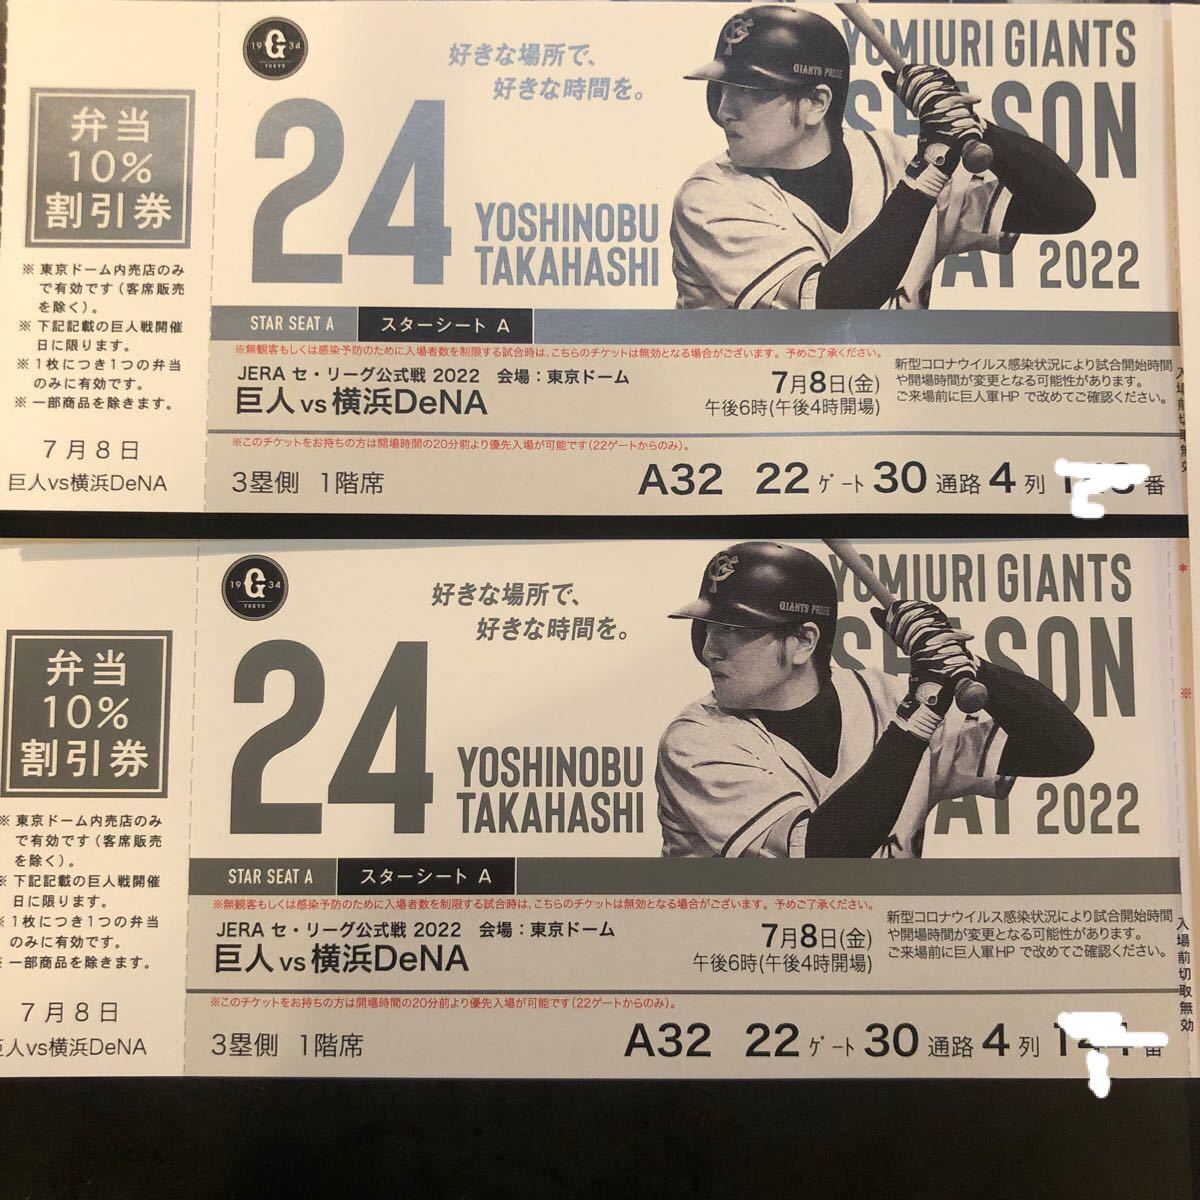 弁当
10%
割引券
※ 東京ドーム内売店のみ
で有効です(客席販売
を除く)。
※ 下記記載の巨人戦開催
日に限ります。
※ 1枚につき1つの弁当
のみに有効です。
※ 一部商品を除きます。
7月8日
巨人vs横浜DeNA
19 G 34
TOKYO
好きな場所で、
好きな時間を。
24
YOSHINOBU
TAKAHASHI
GIANTS PRIDE
YOMIURI GIANTS
SEASON
2022
STAR SEAT A スターシート A
※無観客もしくは感染予防のために入場者数を制限する試合時は、こちらのチケットは無効となる場合がございます。予めご了承ください。
JERA セ・リーグ公式戦 2022 会場：東京ドーム
巨人 vs 横浜DeNA
7月8日(金)
午後6時(午後4時開場)
新型コロナウイルス感染状況により試合開始時間
や開場時間が変更となる可能性があります。
ご来場前に巨人軍HP で改めてご確認ください。
※このチケットをお持ちの方は開場時間の20分前より優先入場が可能です(22ゲートからのみ)。
3塁側 1階席
A32 22 ゲート 30 通路 4 列 番
入場前切取無効
弁当
10%
割引券
※ 東京ドーム内売店のみ
で有効です(客席販売
を除く)。
※ 下記記載の巨人戦開催
日に限ります。
※ 1枚につき1つの弁当
のみに有効です。
※ 一部商品を除きます。
7月8日
巨人vs横浜DeNA
19 G 34
TOKYO
好きな場所で、
好きな時間を。
24
YOSHINOBU
TAKAHASHI
GIANTS PRIDE
YOMIURI GIANTS
SEASON
2022
STAR SEAT A スターシート A
※無観客もしくは感染予防のために入場者数を制限する試合時は、こちらのチケットは無効となる場合がございます。予めご了承ください。
JERA セ・リーグ公式戦 2022 会場：東京ドーム
巨人 vs 横浜DeNA
7月8日(金)
午後6時(午後4時開場)
新型コロナウイルス感染状況により試合開始時間
や開場時間が変更となる可能性があります。
ご来場前に巨人軍HP で改めてご確認ください。
※このチケットをお持ちの方は開場時間の20分前より優先入場が可能です(22ゲートからのみ)。
3塁側 1階席
A32 22 ゲート 30 通路 4 列 番
入場前切取無効